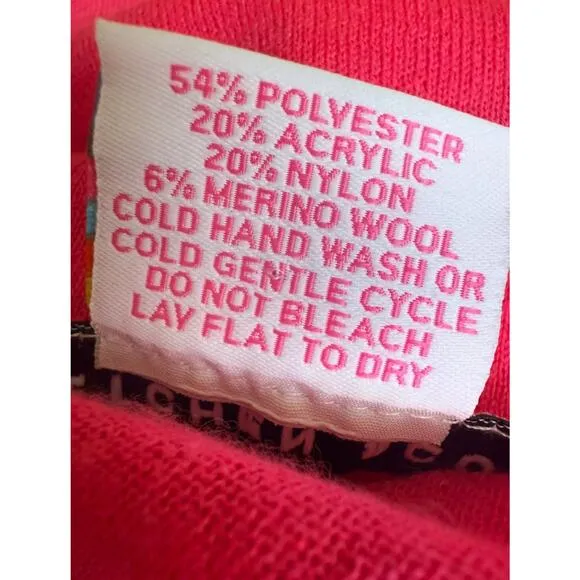 54% POLYESTER
20% ACRYLIC
20% NYLON
6% MERINO WOOL
COLD HAND WASH OR
COLD GENTLE CYCLE
DO NOT BLEACH
LAY FLAT TO DRY